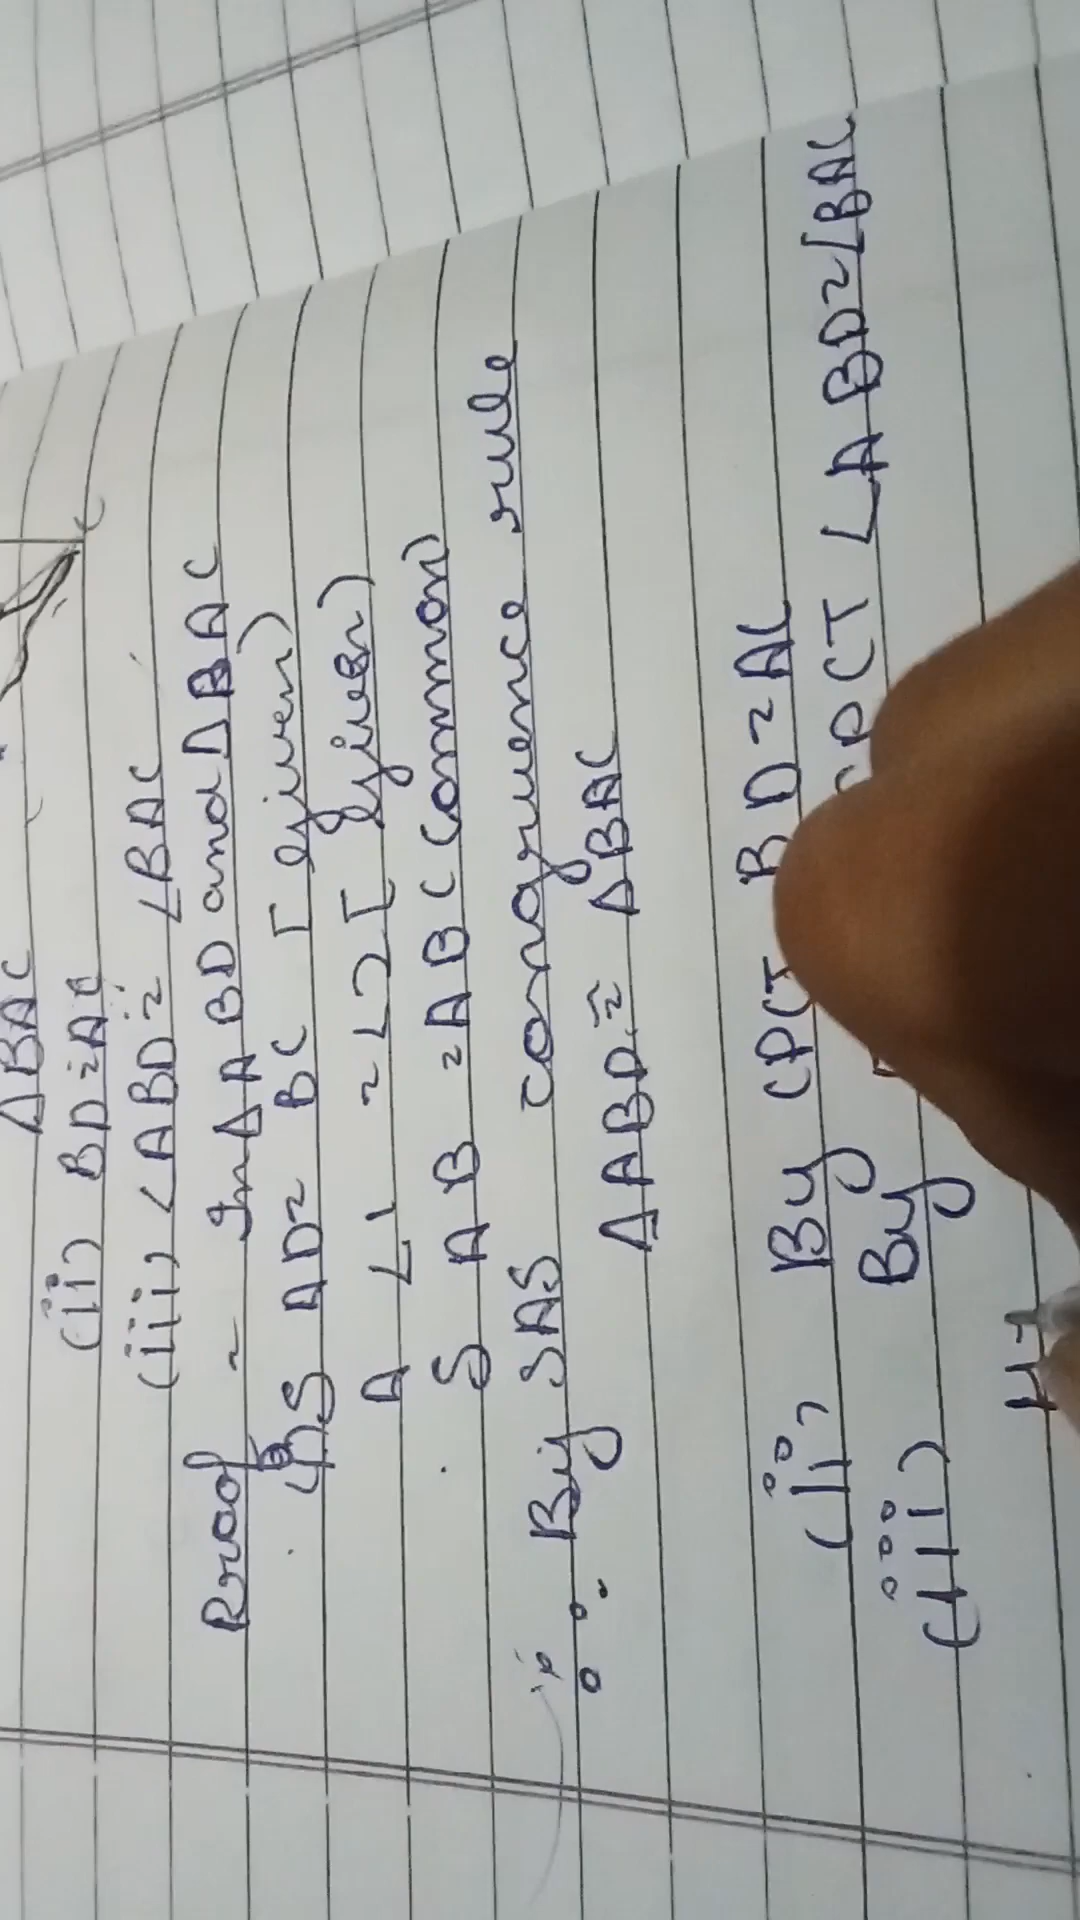 ΔBAC
(ii) BD = AC
(iii) ∠ABD = ∠BAC
Proof - In ΔABD and ΔBAC
(i) S AD = BC [Given)
A ∠1 = ∠2 [Given)
S AB = AB (Common)
∴ By SAS congruence rule
ΔABD ≅ ΔBAC
(ii) By CPCT BD = AC
(iii) By CPCT ∠ABD = ∠BAC